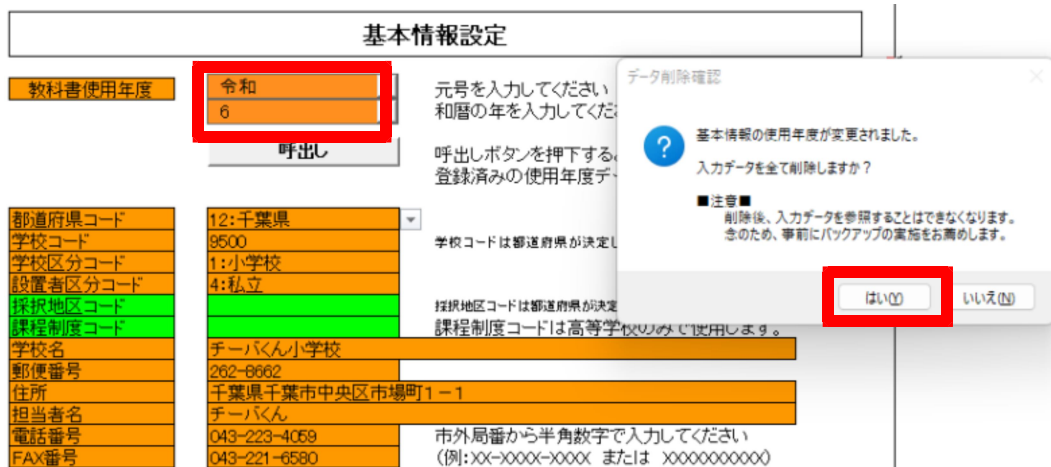 基本情報設定
教科書使用年度
令和
元号を入力してください
6
和暦の年を入力してくだ
呼出し
呼出しボタンを押下する
登録済みの使用年度デー
データ削除確認
基本情報の使用年度が変更されました。
入力データを全て削除しますか?
■注意■
削除後、入力データを参照することはできなくなります。
念のため、事前にバックアップの実施をお薦めします。
はい(Y)
いいえ(N)
都道府県コード 12:千葉県
学校コード 9500 学校コードは都道府県が決定し
学校区分コード 1:小学校
設置者区分コード 4:私立
採択地区コード 採択地区コードは都道府県が決定
課程制度コード 課程制度コードは高等学校のみで使用します。
学校名 チーバくん小学校
郵便番号 262-8662
住所 千葉県千葉市中央区市場町1-1
担当者名 チーバくん
電話番号 043-223-4059 市外局番から半角数字で入力してください
FAX番号 043-221-6580 (例:XX-XXXX-XXXX または XXXXXXXXXX)